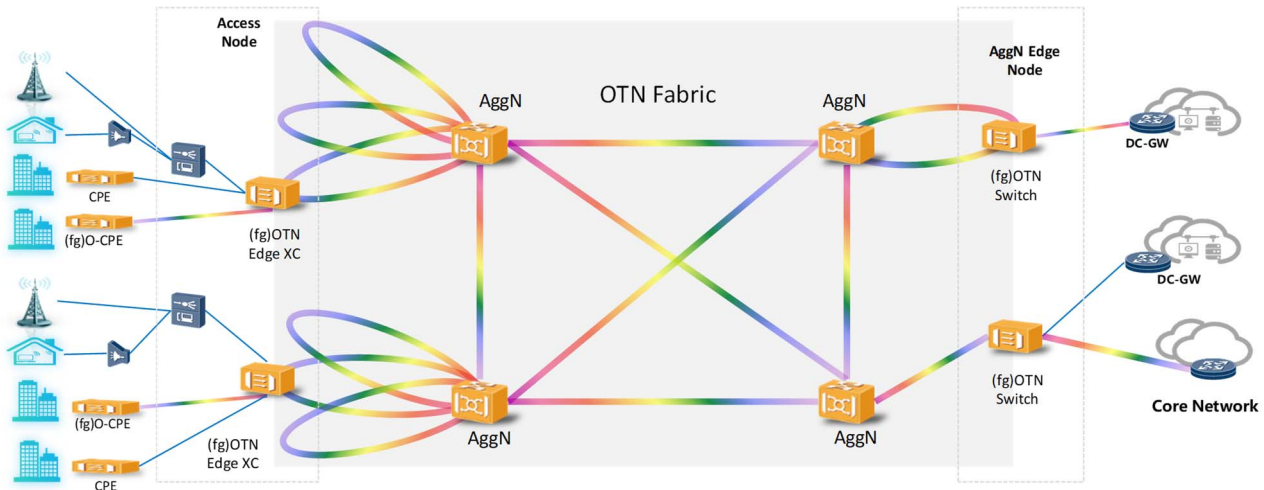 Access
Node
AggN Edge
Node
OTN Fabric
AggN
AggN
DC-GW
(fg)OTN
Switch
CPE
(fg)O-CPE
(fg)OTN
Edge XC
DC-GW
(fg)OTN
Switch
Core Network
(fg)O-CPE
(fg)OTN
Edge XC
AggN
AggN
CPE